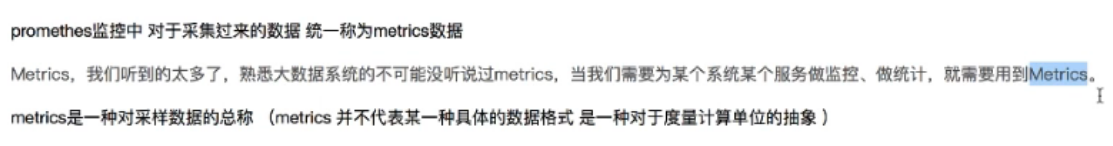 promethes监控中 对于采集过来的数据 统一称为metrics数据
Metrics，我们听到的太多了，熟悉大数据系统的不可能没听说过metrics，当我们需要为某个系统某个服务做监控、做统计，就需要用到Metrics。
metrics是一种对采样数据的总称 （metrics 并不代表某一种具体的数据格式 是一种对于度量计算单位的抽象 ）